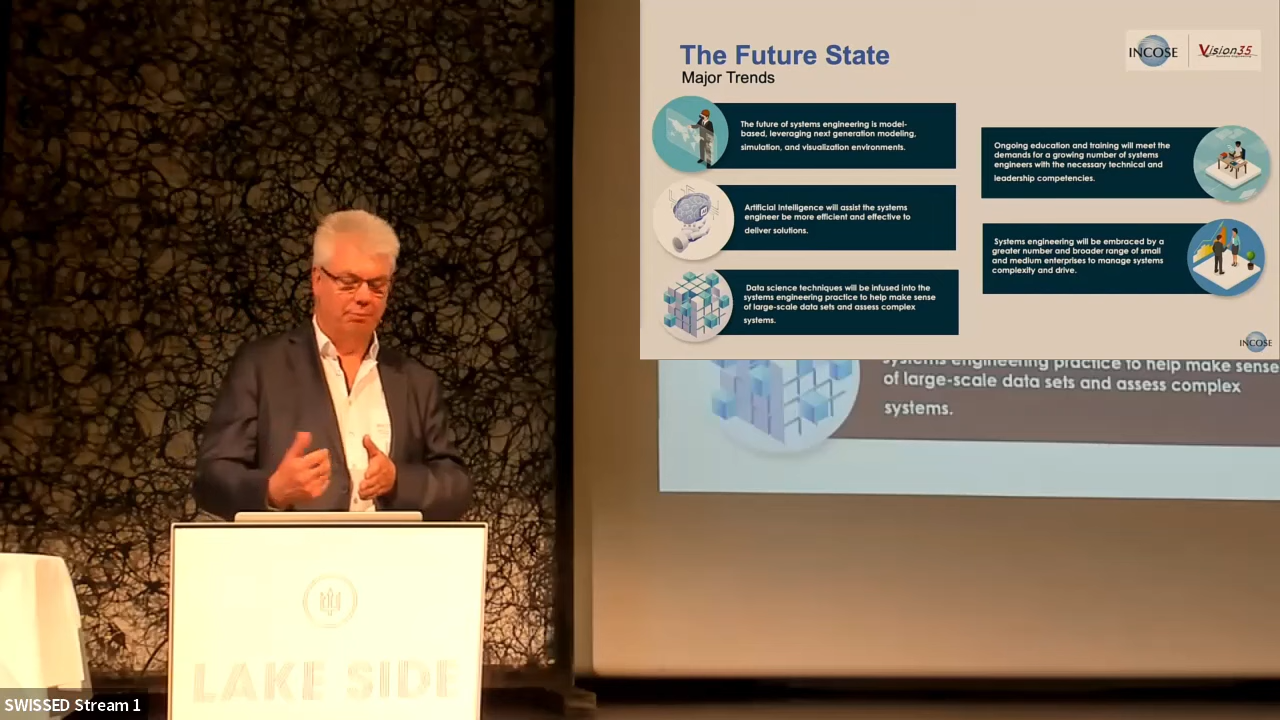 The Future State
Major Trends
INCOSE
Vision35
The future of systems engineering is model-
based, leveraging next generation modeling,
simulation, and visualization environments.
Artificial intelligence will assist the systems
engineer be more efficient and effective to
deliver solutions.
Data science techniques will be infused into the
systems engineering practice to help make sense
of large-scale data sets and assess complex
systems.
Ongoing education and training will meet the
demands for a growing number of systems
engineers with the necessary technical and
leadership competencies.
Systems engineering will be embraced by a
greater number and broader range of small
and medium enterprises to manage systems
complexity and drive.
INCOSE
systems engineering practice to help make sense
of large-scale data sets and assess complex
systems.
LAKE SIDE
SWISSED Stream 1